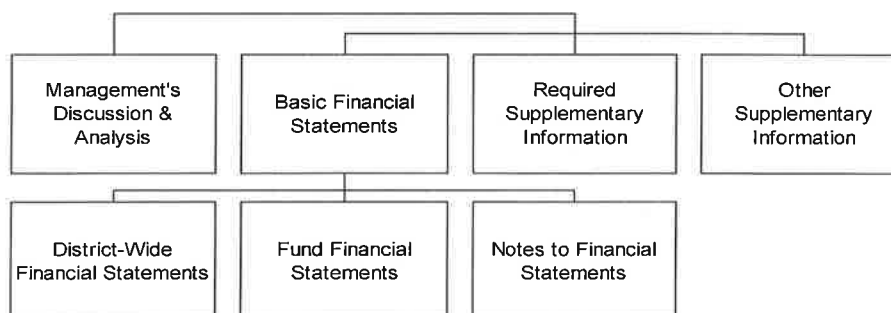 Management's
Discussion &
Analysis
Basic Financial
Statements
Required
Supplementary
Information
Other
Supplementary
Information
District-Wide
Financial Statements
Fund Financial
Statements
Notes to Financial
Statements